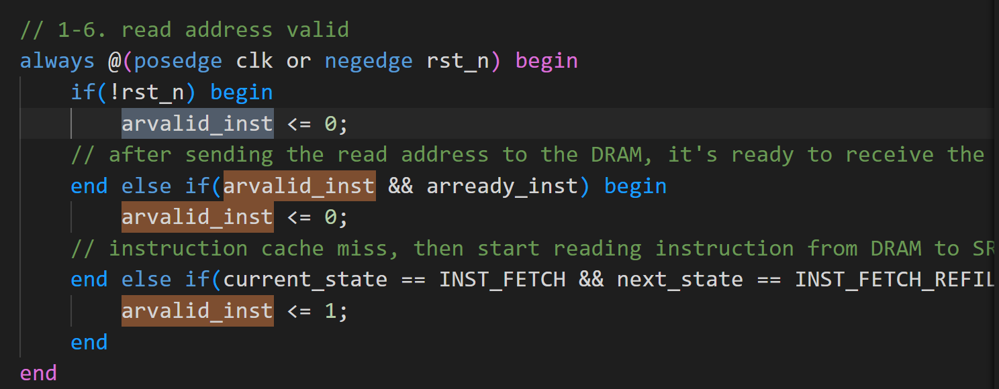 // 1-6. read address valid
always @(posedge clk or negedge rst_n) begin
    if(!rst_n) begin
        arvalid_inst <= 0;
    // after sending the read address to the DRAM, it's ready to receive the
    end else if(arvalid_inst && arready_inst) begin
        arvalid_inst <= 0;
    // instruction cache miss, then start reading instruction from DRAM to
    end else if(current_state == INST_FETCH && next_state ==
        arvalid_inst <= 1;
    end
end